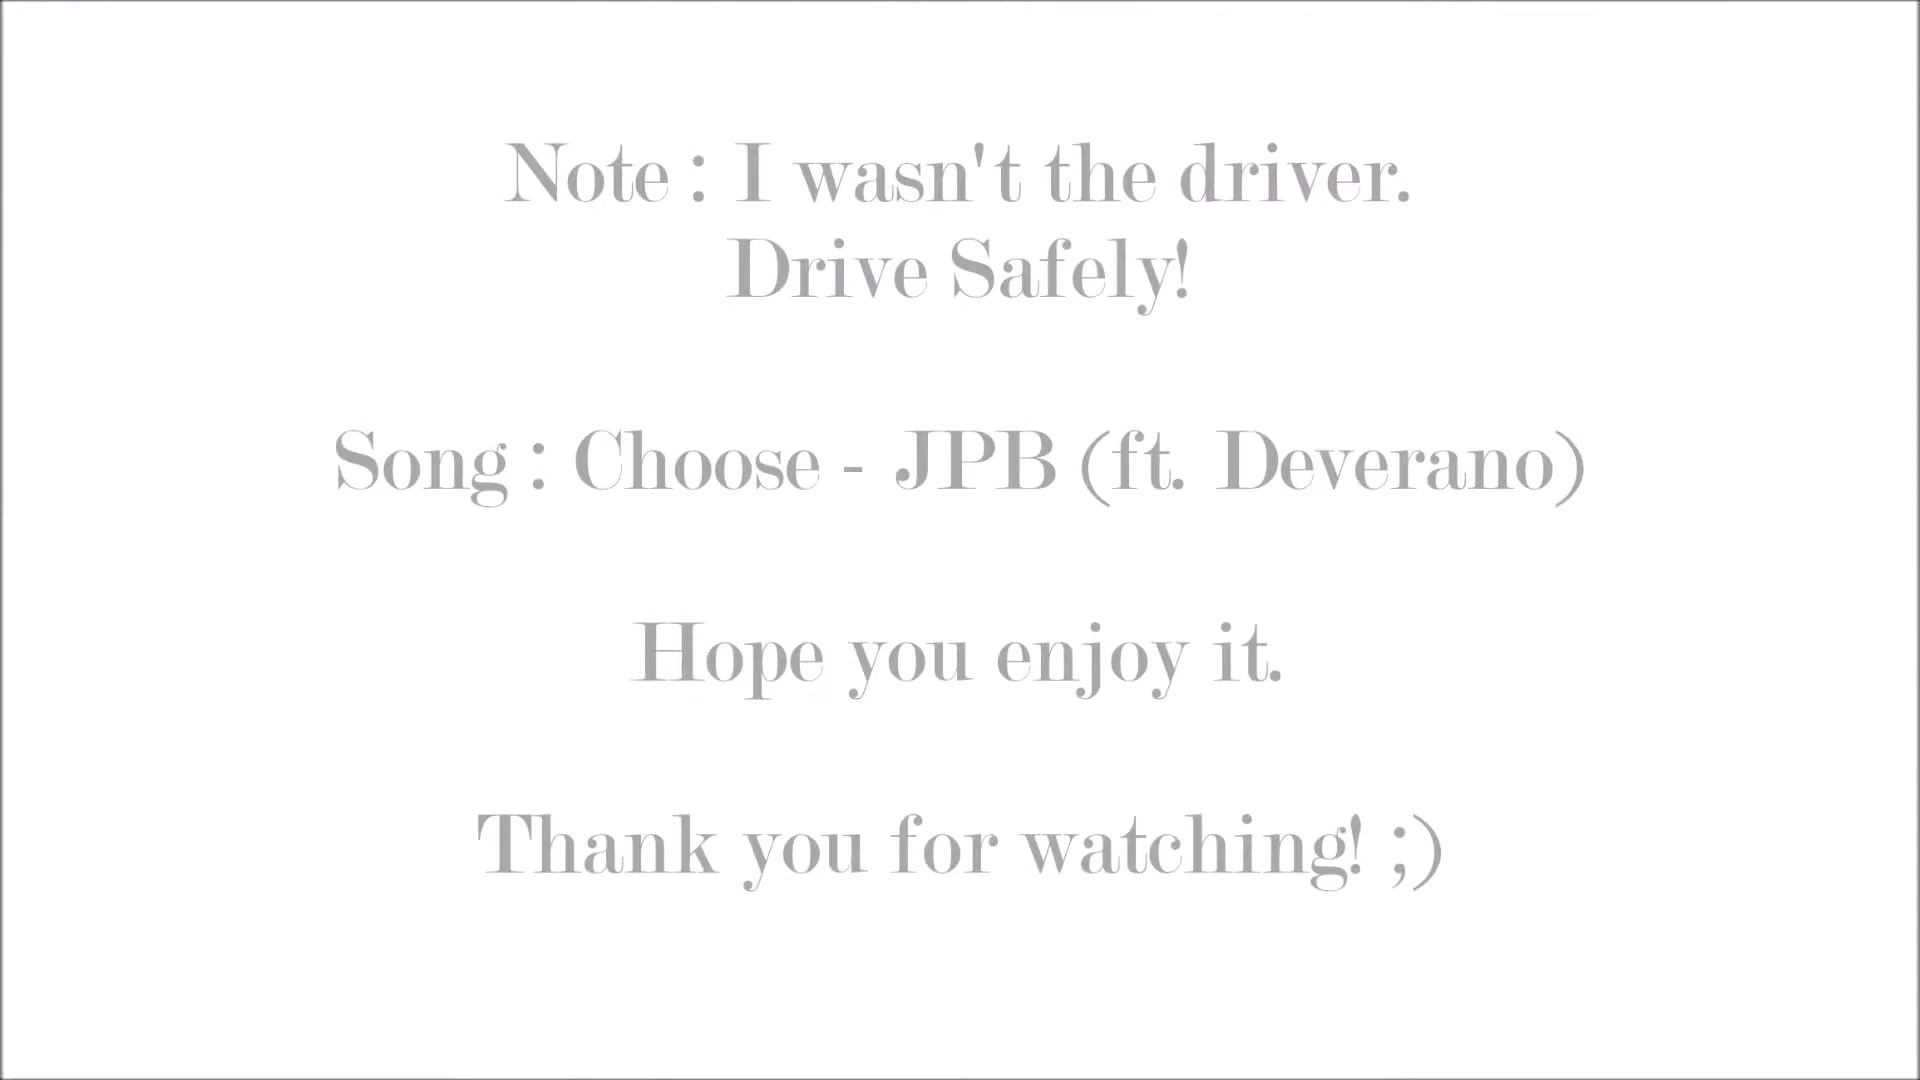 Note : I wasn't the driver.
Drive Safely!
Song : Choose - JPB (ft. Deverano)
Hope you enjoy it.
Thank you for watching! ;)